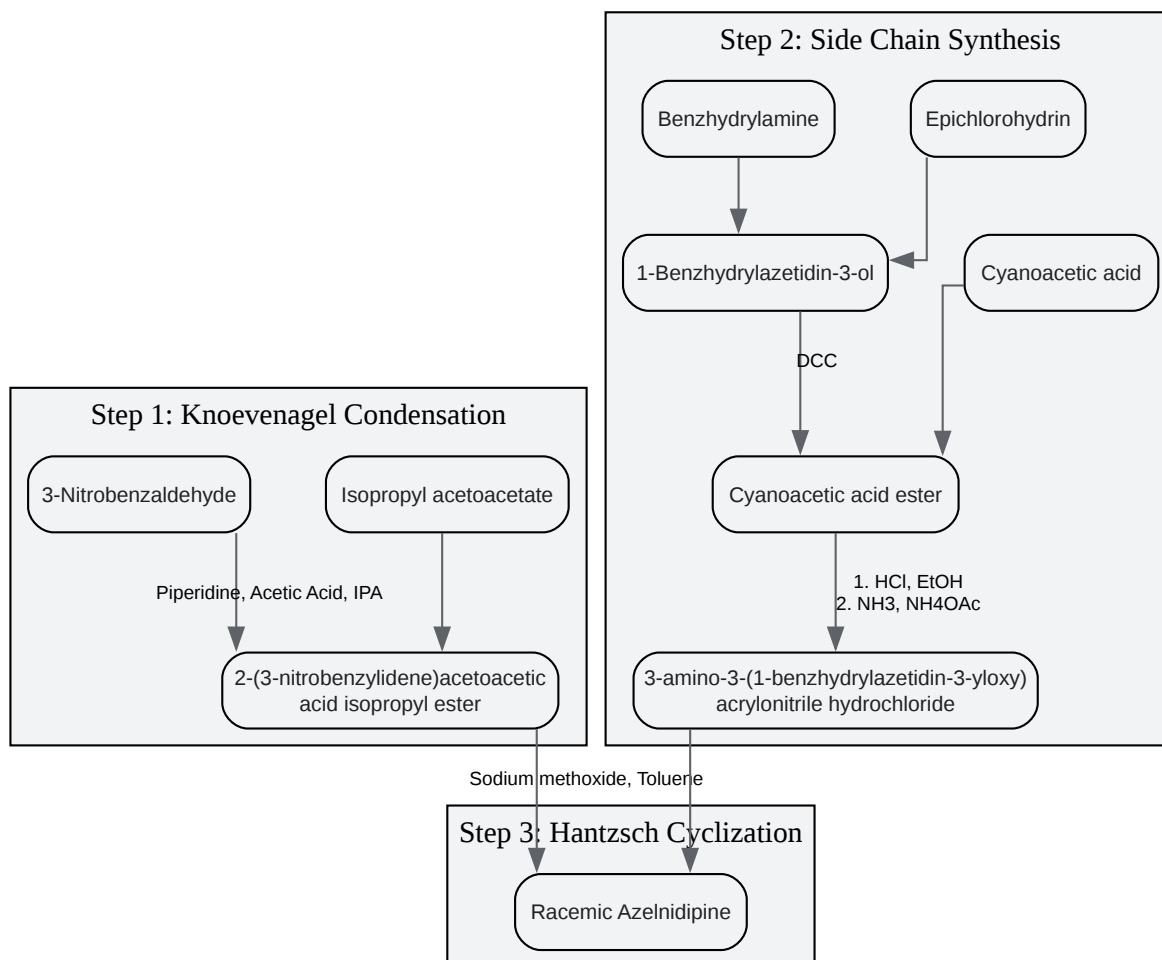 Step 2: Side Chain Synthesis
Benzhydrylamine
Epichlorohydrin
1-Benzhydrylazetidin-3-ol
Cyanoacetic acid
DCC
Cyanoacetic acid ester
1. HCl, EtOH
2. NH3, NH4OAc
3-amino-3-(1-benzhydrylazetidin-3-yloxy)
acrylonitrile hydrochloride
Step 1: Knoevenagel Condensation
3-Nitrobenzaldehyde
Isopropyl acetoacetate
Piperidine, Acetic Acid, IPA
2-(3-nitrobenzylidene)acetoacetic
acid isopropyl ester
Sodium methoxide, Toluene
Step 3: Hantzsch Cyclization
Racemic Azelnidipine